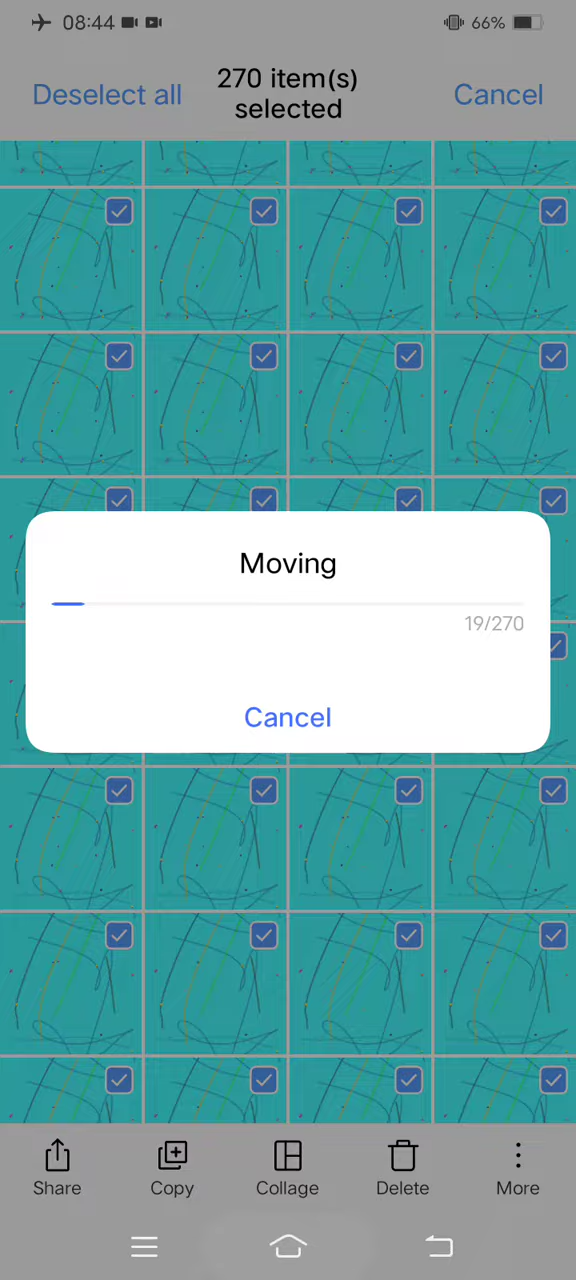 08:44
66%
Deselect all
270 item(s)
selected
Cancel
Moving
19/270
Cancel
Share
Copy
Collage
Delete
More